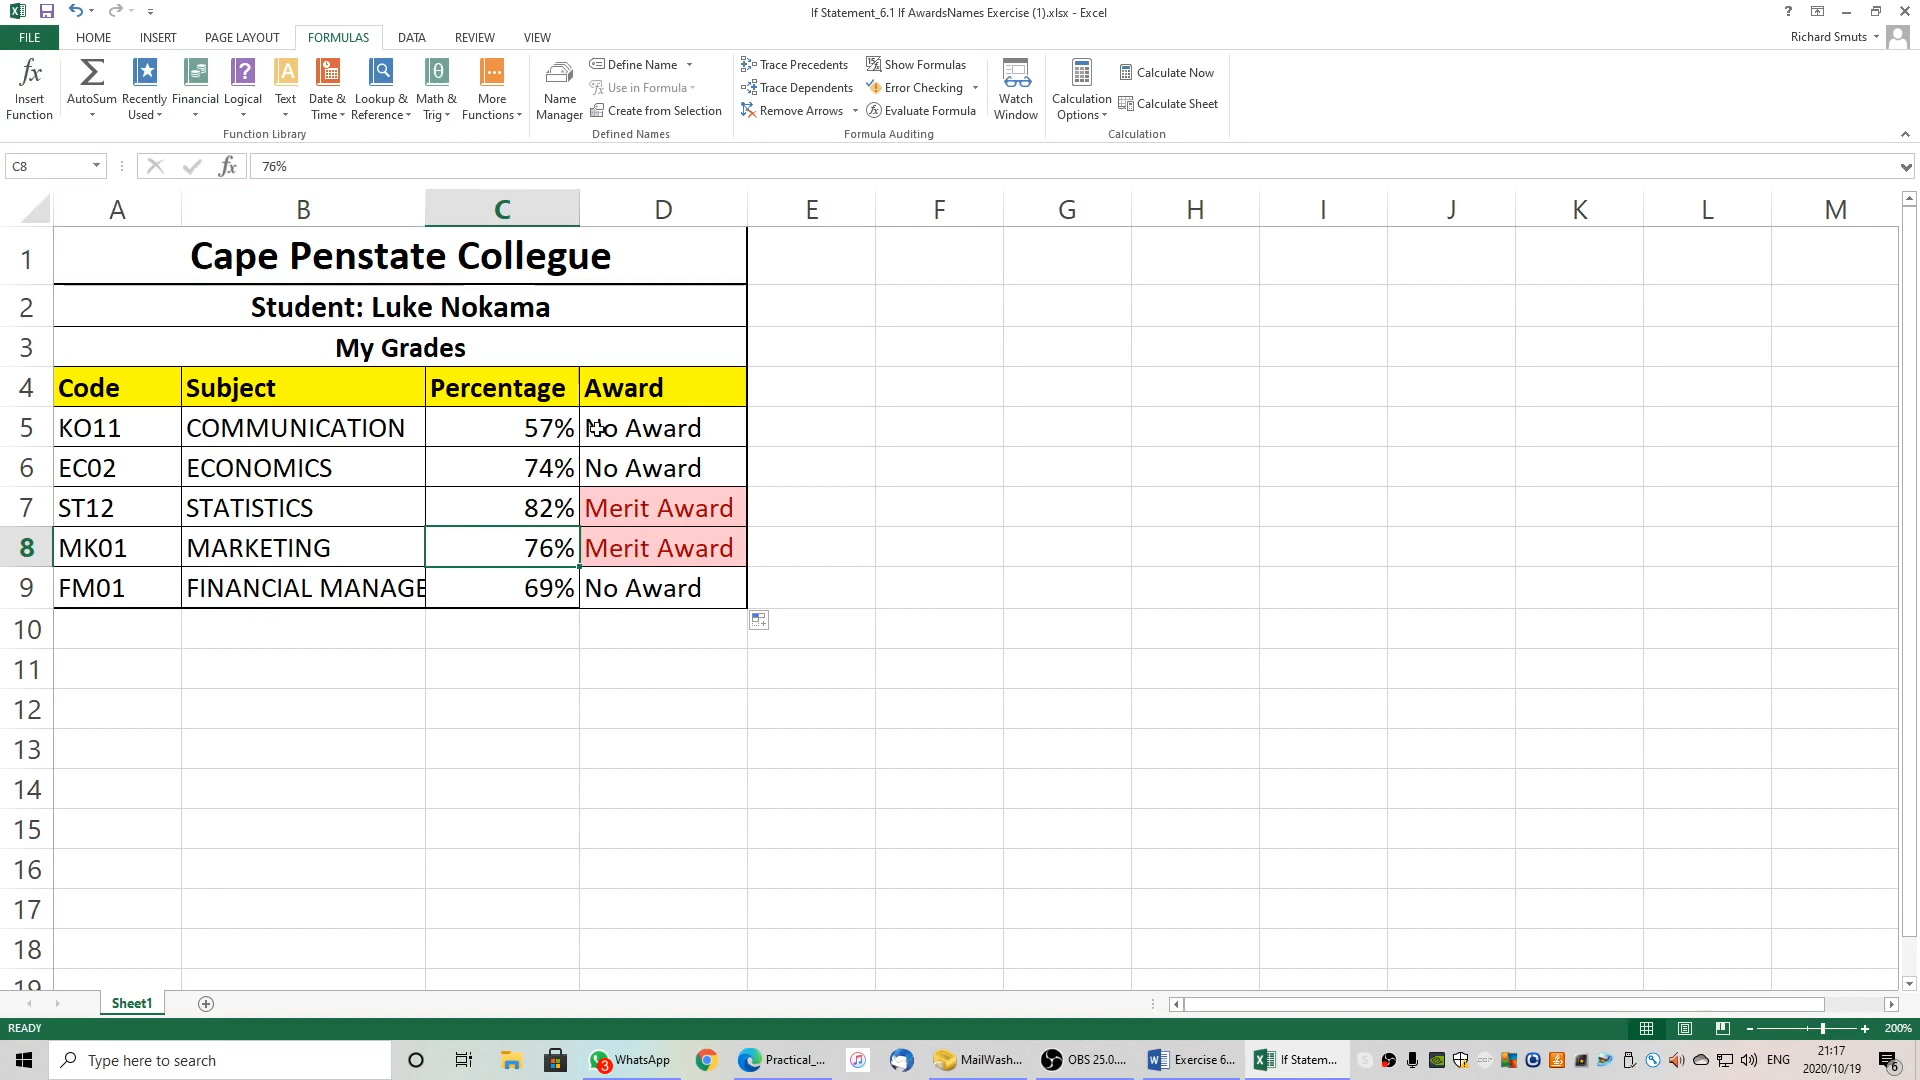 If Statement_6.1 If AwardsNames Exercise (1).xlsx - Excel
?
FILE HOME INSERT PAGE LAYOUT FORMULAS DATA REVIEW VIEW
Richard Smuts
Insert Function
AutoSum
Recently Used
Financial
Logical
Text
Date & Time
Lookup & Reference
Math & Trig
More Functions
Function Library
Name Manager
Define Name
Use in Formula
Create from Selection
Defined Names
Trace Precedents
Trace Dependents
Remove Arrows
Show Formulas
Error Checking
Evaluate Formula
Formula Auditing
Watch Window
Calculation Options
Calculate Now
Calculate Sheet
Calculation
C8 fx 76%
A B C D E F G H I J K L M
1 Cape Penstate Collegue
2 Student: Luke Nokama
3 My Grades
4 Code Subject Percentage Award
5 KO11 COMMUNICATION 57% No Award
6 EC02 ECONOMICS 74% No Award
7 ST12 STATISTICS 82% Merit Award
8 MK01 MARKETING 76% Merit Award
9 FM01 FINANCIAL MANAGE 69% No Award
10
11
12
13
14
15
16
17
18
19
Sheet1
READY
200%
Type here to search
3 WhatsApp
Practical_...
MailWash...
OBS 25.0....
Exercise 6...
If Statem...
ENG
21:17
2020/10/19
6